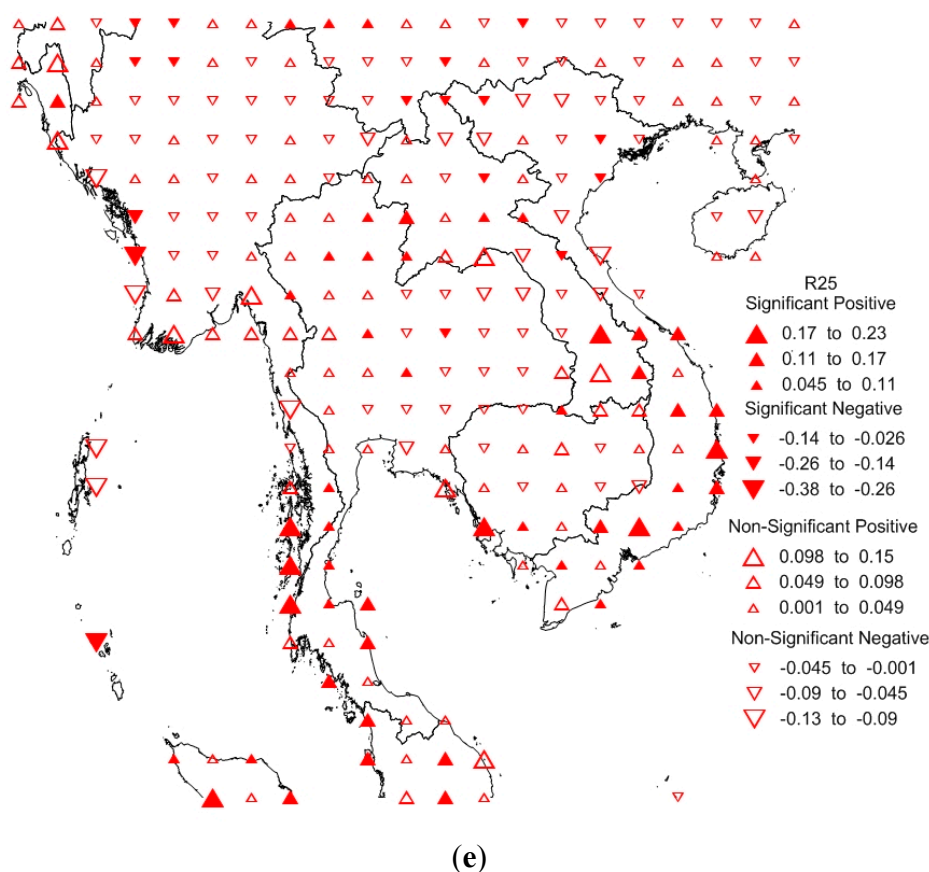 R25
Significant Positive
0.17 to 0.23
0.11 to 0.17
0.045 to 0.11
Significant Negative
-0.14 to -0.026
-0.26 to -0.14
-0.38 to -0.26
Non-Significant Positive
0.098 to 0.15
0.049 to 0.098
0.001 to 0.049
Non-Significant Negative
-0.045 to -0.001
-0.09 to -0.045
-0.13 to -0.09
(e)